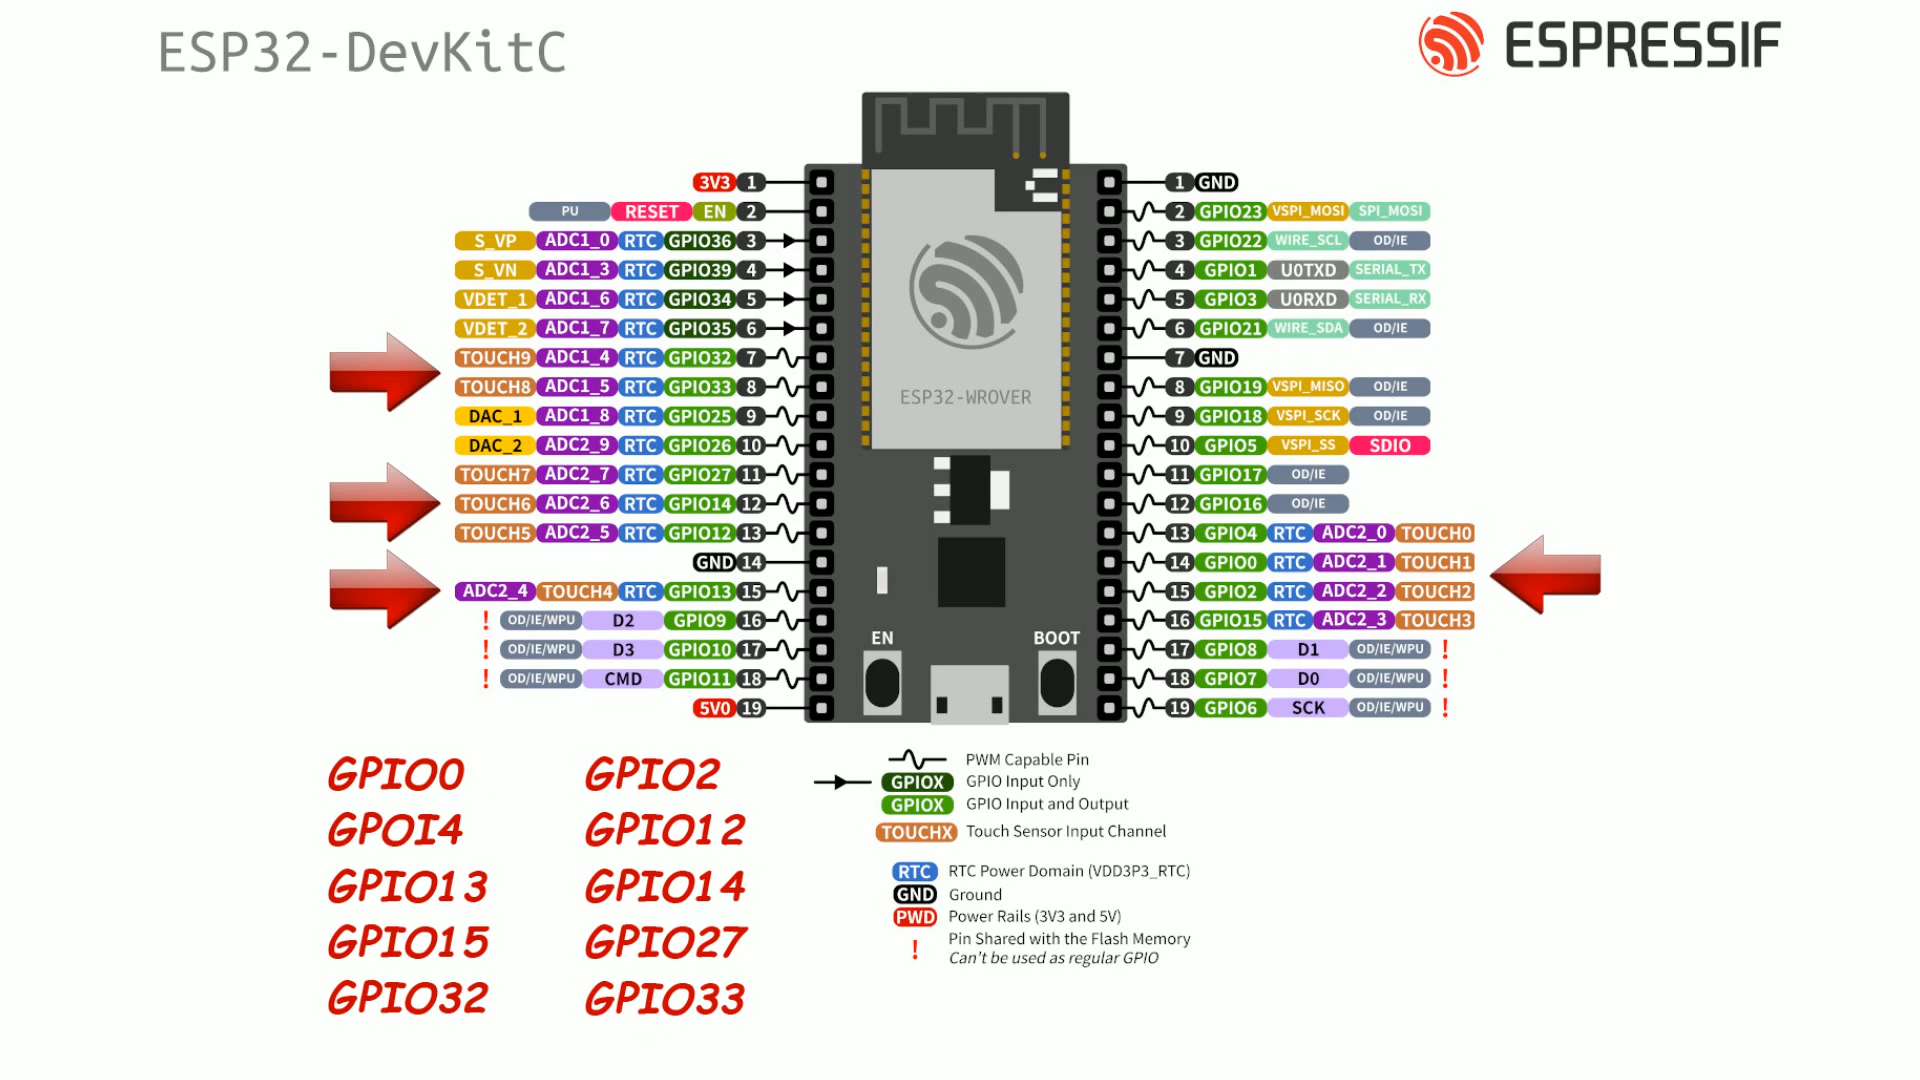 ESP32-DevKitC
ESPRESSIF
3V3 1
PU RESET EN 2
S_VP ADC1_0 RTC GPIO36 3
S_VN ADC1_3 RTC GPIO39 4
VDET_1 ADC1_6 RTC GPIO34 5
VDET_2 ADC1_7 RTC GPIO35 6
TOUCH9 ADC1_4 RTC GPIO32 7
TOUCH8 ADC1_5 RTC GPIO33 8
DAC_1 ADC1_8 RTC GPIO25 9
DAC_2 ADC2_9 RTC GPIO26 10
TOUCH7 ADC2_7 RTC GPIO27 11
TOUCH6 ADC2_6 RTC GPIO14 12
TOUCH5 ADC2_5 RTC GPIO12 13
GND 14
ADC2_4 TOUCH4 RTC GPIO13 15
! OD/IE/WPU D2 GPIO9 16
! OD/IE/WPU D3 GPIO10 17
! OD/IE/WPU CMD GPIO11 18
5V0 19
ESP32-WROVER
EN BOOT
1 GND
2 GPIO23 VSPI_MOSI SPI_MOSI
3 GPIO22 WIRE_SCL OD/IE
4 GPIO1 U0TXD SERIAL_TX
5 GPIO3 U0RXD SERIAL_RX
6 GPIO21 WIRE_SDA OD/IE
7 GND
8 GPIO19 VSPI_MISO OD/IE
9 GPIO18 VSPI_SCK OD/IE
10 GPIO5 VSPI_SS SDIO
11 GPIO17 OD/IE
12 GPIO16 OD/IE
13 GPIO4 RTC ADC2_0 TOUCH0
14 GPIO0 RTC ADC2_1 TOUCH1
15 GPIO2 RTC ADC2_2 TOUCH2
16 GPIO15 RTC ADC2_3 TOUCH3
17 GPIO8 D1 OD/IE/WPU !
18 GPIO7 D0 OD/IE/WPU !
19 GPIO6 SCK OD/IE/WPU !
GPIO0 GPIO2
GPOI4 GPIO12
GPIO13 GPIO14
GPIO15 GPIO27
GPIO32 GPIO33
PWM Capable Pin
GPIOX GPIO Input Only
GPIOX GPIO Input and Output
TOUCHX Touch Sensor Input Channel
RTC RTC Power Domain (VDD3P3_RTC)
GND Ground
PWD Power Rails (3V3 and 5V)
! Pin Shared with the Flash Memory
Can't be used as regular GPIO